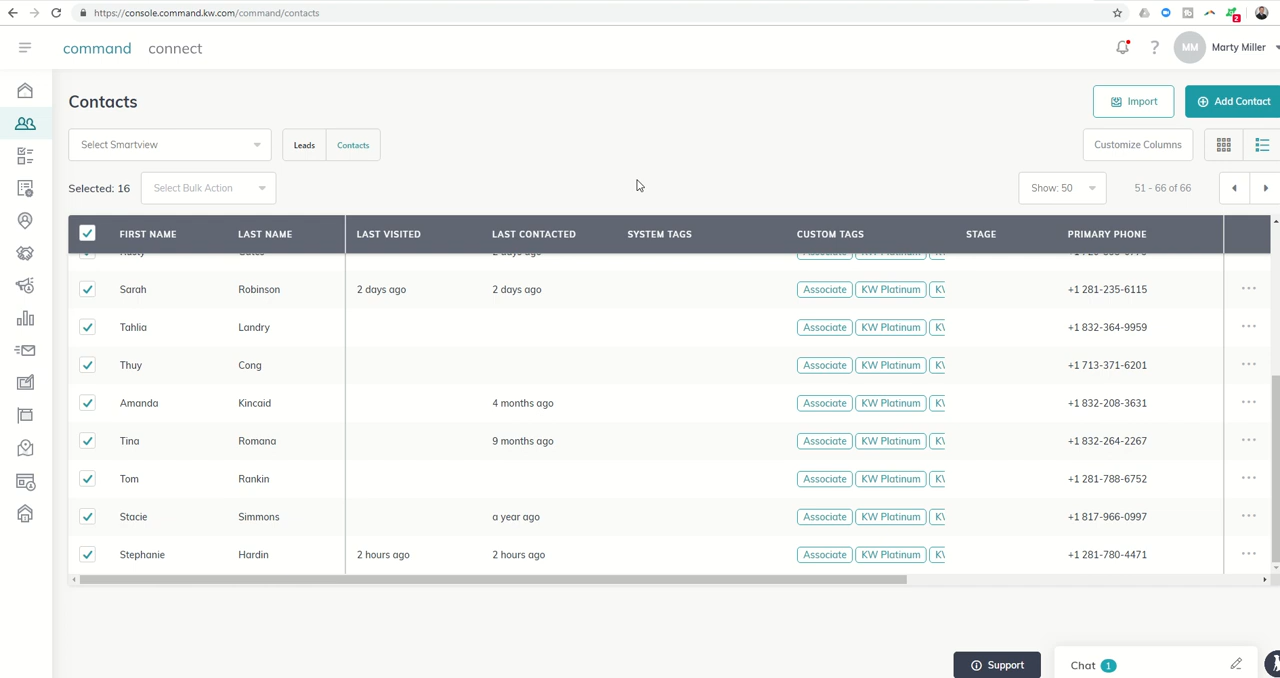 https://console.command.kw.com/command/contacts
2
command connect
? MM Marty Miller
Contacts
Import Add Contact
Select Smartview Leads Contacts Customize Columns
Selected: 16 Select Bulk Action Show: 50 51 - 66 of 66
FIRST NAME LAST NAME LAST VISITED LAST CONTACTED SYSTEM TAGS CUSTOM TAGS STAGE PRIMARY PHONE
2 days ago Associate KW Platinum
Sarah Robinson 2 days ago 2 days ago Associate KW Platinum +1 281-235-6115 ...
Tahlia Landry Associate KW Platinum +1 832-364-9959 ...
Thuy Cong Associate KW Platinum +1 713-371-6201 ...
Amanda Kincaid 4 months ago Associate KW Platinum +1 832-208-3631 ...
Tina Romana 9 months ago Associate KW Platinum +1 832-264-2267 ...
Tom Rankin Associate KW Platinum +1 281-788-6752 ...
Stacie Simmons a year ago Associate KW Platinum +1 817-966-0997 ...
Stephanie Hardin 2 hours ago 2 hours ago Associate KW Platinum +1 281-780-4471 ...
Support Chat 1